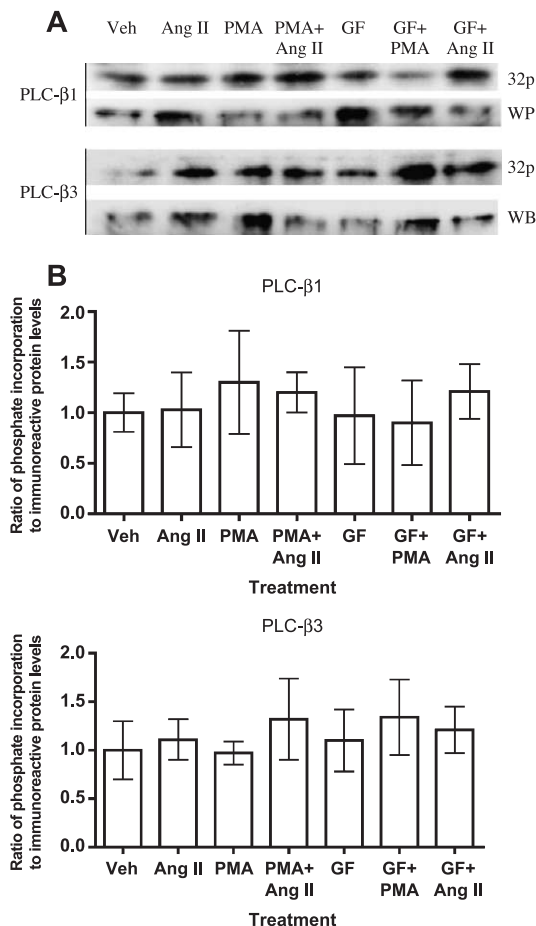 A
Veh Ang II PMA PMA+ Ang II GF GF+ PMA GF+ Ang II
PLC-β1
32p
WP
PLC-β3
32p
WB
B
PLC-β1
Ratio of phosphate incorporation
to immunoreactive protein levels
2.0
1.5
1.0
0.5
0.0
Veh Ang II PMA PMA+ Ang II GF GF+ PMA GF+ Ang II
Treatment
PLC-β3
Ratio of phosphate incorporation
to immunoreactive protein levels
2.0
1.5
1.0
0.5
0.0
Veh Ang II PMA PMA+ Ang II GF GF+ PMA GF+ Ang II
Treatment